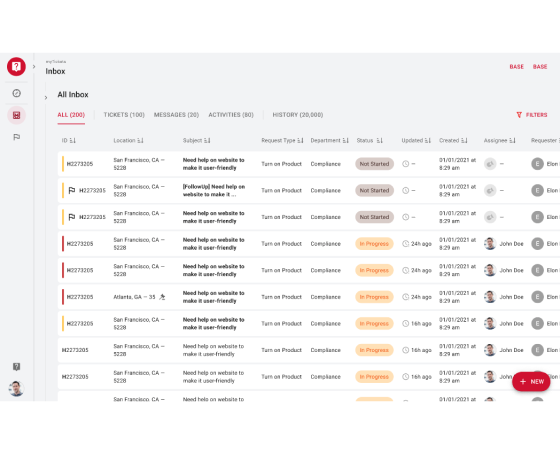 myTickets
Inbox
BASE BASE
All Inbox
ALL (200) TICKETS (100) MESSAGES (20) ACTIVITIES (80) HISTORY (20,000) FILTERS
ID Location Subject Request Type Department Status Updated Created Assignee Requester
H2273205 San Francisco, CA – 5228 Need help on website to make it user-friendly Turn on Product Compliance Not Started – 01/01/2021 at 8:29 am – E Elon
H2273205 San Francisco, CA – 5228 [FollowUp] Need help on website to make it ... Turn on Product Compliance Not Started – 01/01/2021 at 8:29 am – E Elon
H2273205 San Francisco, CA – 5228 Need help on website to make it user-friendly Turn on Product Compliance Not Started – 01/01/2021 at 8:29 am – E Elon
H2273205 San Francisco, CA – 5228 Need help on website to make it user-friendly Turn on Product Compliance In Progress 24h ago 01/01/2021 at 8:29 am John Doe E Elon
H2273205 San Francisco, CA – 5228 Need help on website to make it user-friendly Turn on Product Compliance In Progress 24h ago 01/01/2021 at 8:29 am John Doe E Elon
H2273205 Atlanta, GA – 35 Need help on website to make it user-friendly Turn on Product Compliance In Progress 24h ago 01/01/2021 at 8:29 am John Doe E Elon
H2273205 San Francisco, CA – 5228 Need help on website to make it user-friendly Turn on Product Compliance In Progress 16h ago 01/01/2021 at 8:29 am John Doe E Elon
H2273205 San Francisco, CA – 5228 Need help on website to make it user-friendly Turn on Product Compliance In Progress 16h ago 01/01/2021 at 8:29 am John Doe E Elon
H2273205 San Francisco, CA – 5228 Need help on website to make it user-friendly Turn on Product Compliance In Progress 16h ago 01/01/2021 at 8:29 am John
+ NEW
San Francisco, CA – Need help on website to 01/01/2021 at